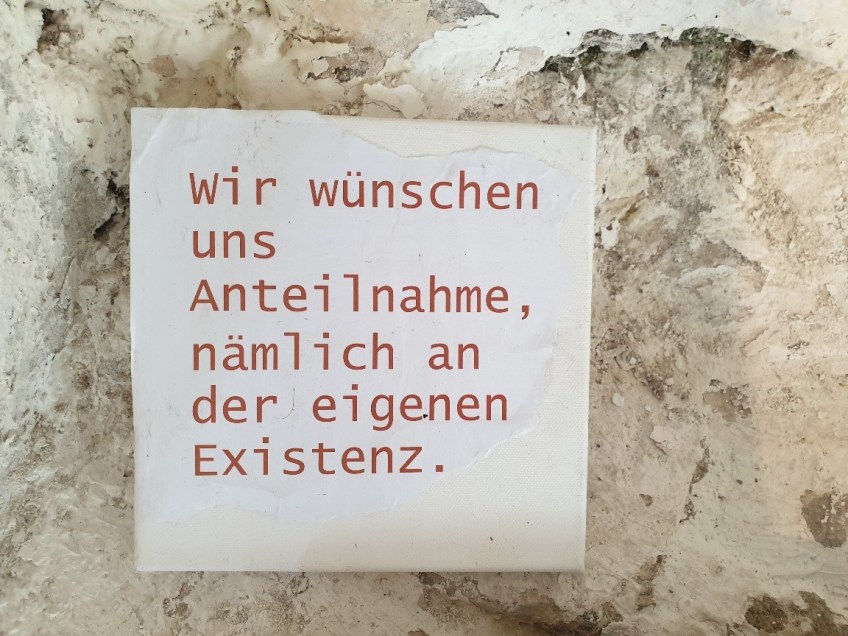 Wir wünschen
uns
Anteilnahme,
nämlich an
der eigenen
Existenz.